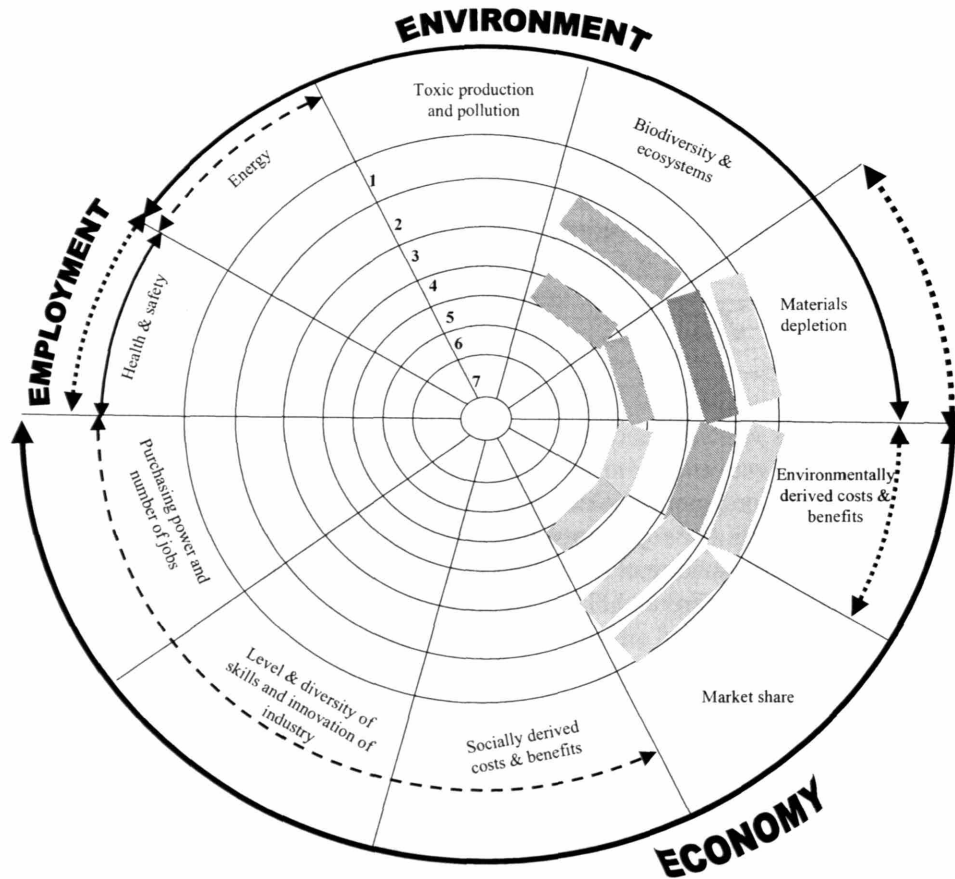 ENVIRONMENT
Toxic production
and pollution
Biodiversity &
ecosystems
Energy
1
2
3
4
5
6
7
EMPLOYMENT
Health & safety
Materials
depletion
Environmentally
derived costs &
benefits
Purchasing power and
number of jobs
Level & diversity of
skills and innovation of
industry
Socially derived
costs & benefits
Market share
ECONOMY